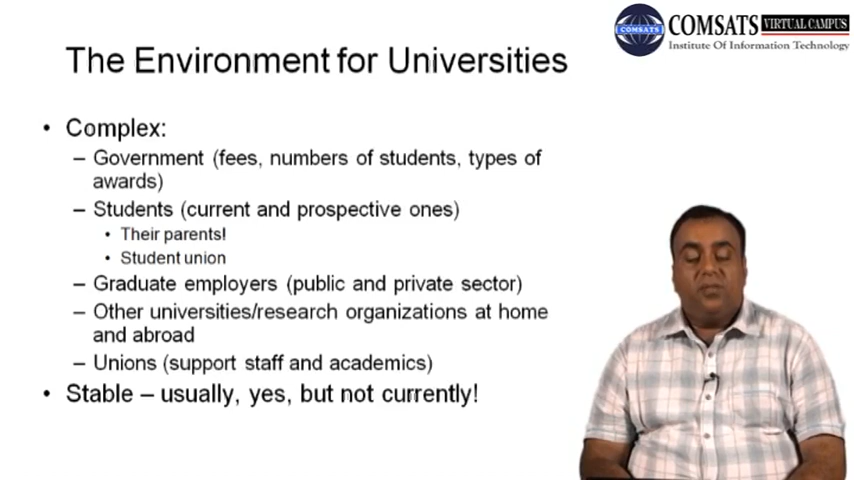 COMSATS VIRTUAL CAMPUS
COMSATS
Institute Of Information Technology
The Environment for Universities
• Complex:
– Government (fees, numbers of students, types of
awards)
– Students (current and prospective ones)
• Their parents!
• Student union
– Graduate employers (public and private sector)
– Other universities/research organizations at home
and abroad
– Unions (support staff and academics)
• Stable – usually, yes, but not currently!